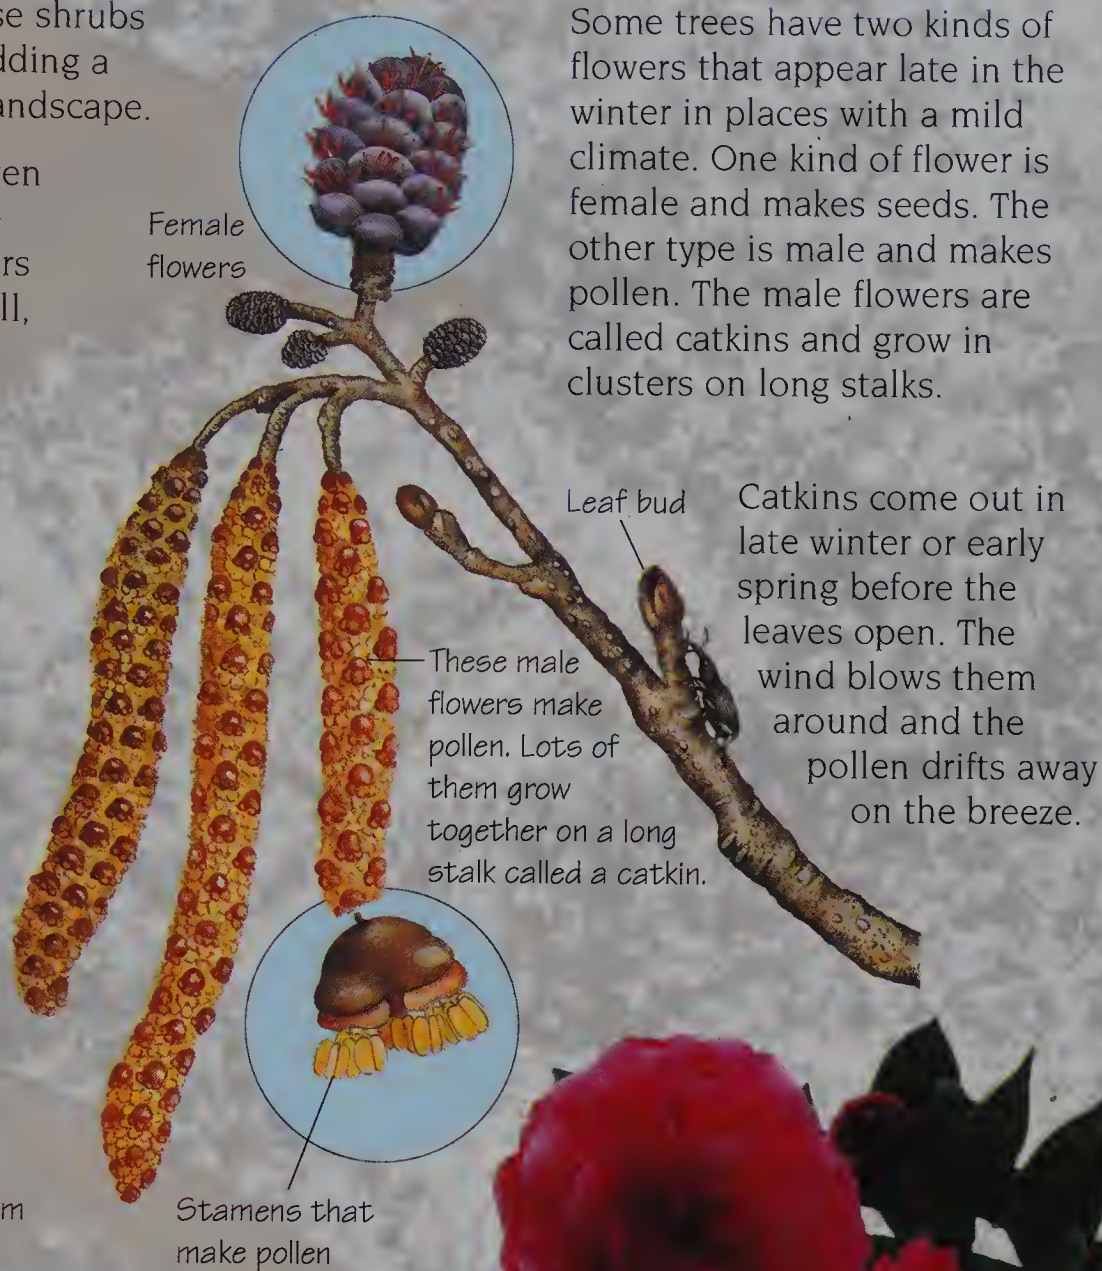 se shrubs
dding a
andscape.
en
rs
ll,
Female
flowers
Some trees have two kinds of
flowers that appear late in the
winter in places with a mild
climate. One kind of flower is
female and makes seeds. The
other type is male and makes
pollen. The male flowers are
called catkins and grow in
clusters on long stalks.
Leaf bud
Catkins come out in
late winter or early
spring before the
leaves open. The
wind blows them
around and the
pollen drifts away
on the breeze.
These male
flowers make
pollen. Lots of
them grow
together on a long
stalk called a catkin.
m
Stamens that
make pollen